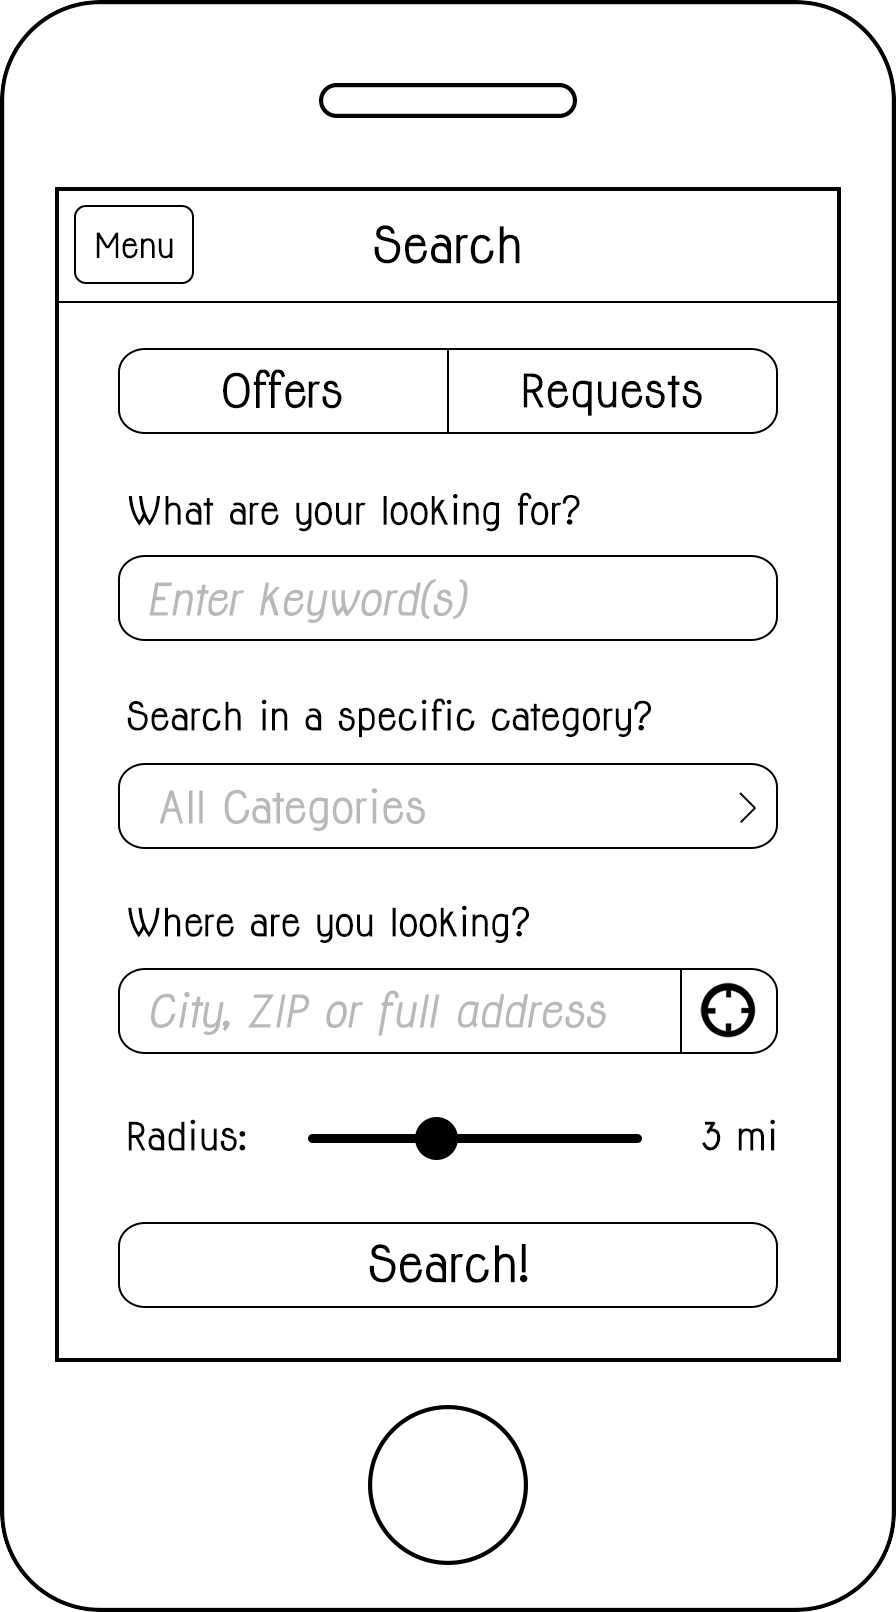 Menu
Search
Offers
Requests
What are your looking for?
Enter keyword(s)
Search in a specific category?
All Categories
Where are you looking?
City, ZIP or full address
Radius:
3 mi
Search!